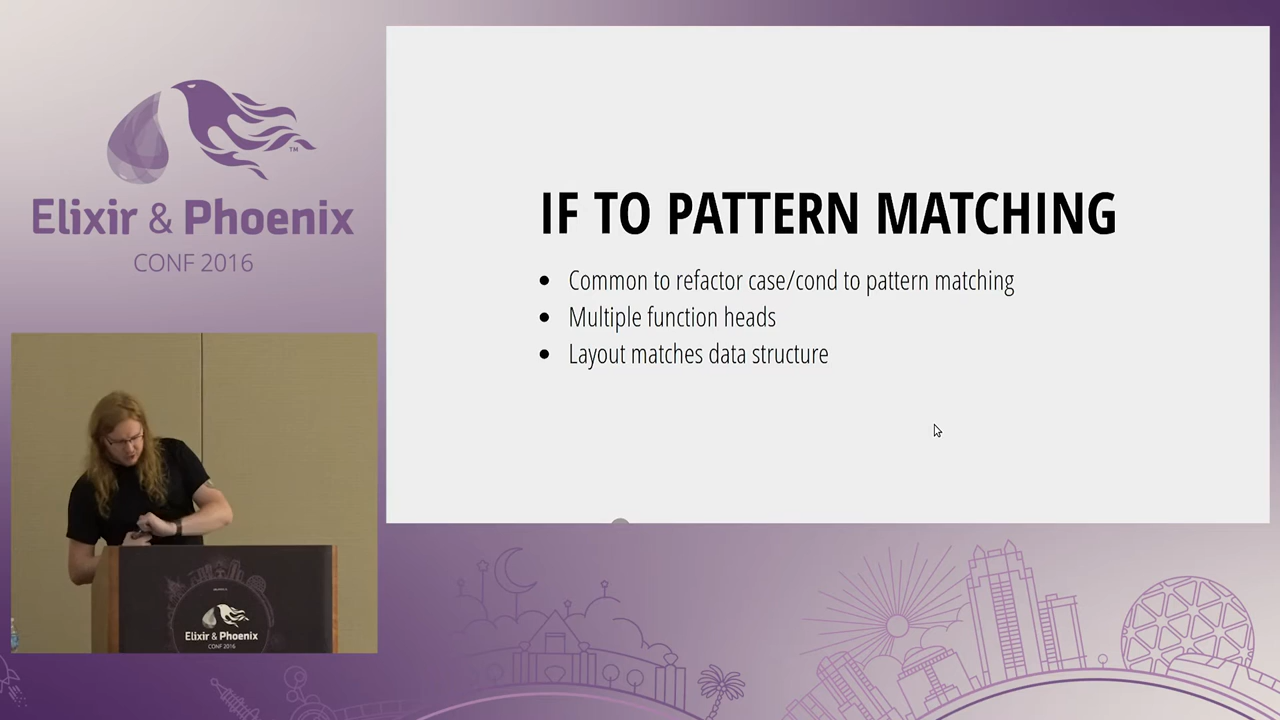 Elixir & Phoenix
TM
CONF 2016
IF TO PATTERN MATCHING
• Common to refactor case/cond to pattern matching
• Multiple function heads
• Layout matches data structure
Elixir & Phoenix
CONF 2016